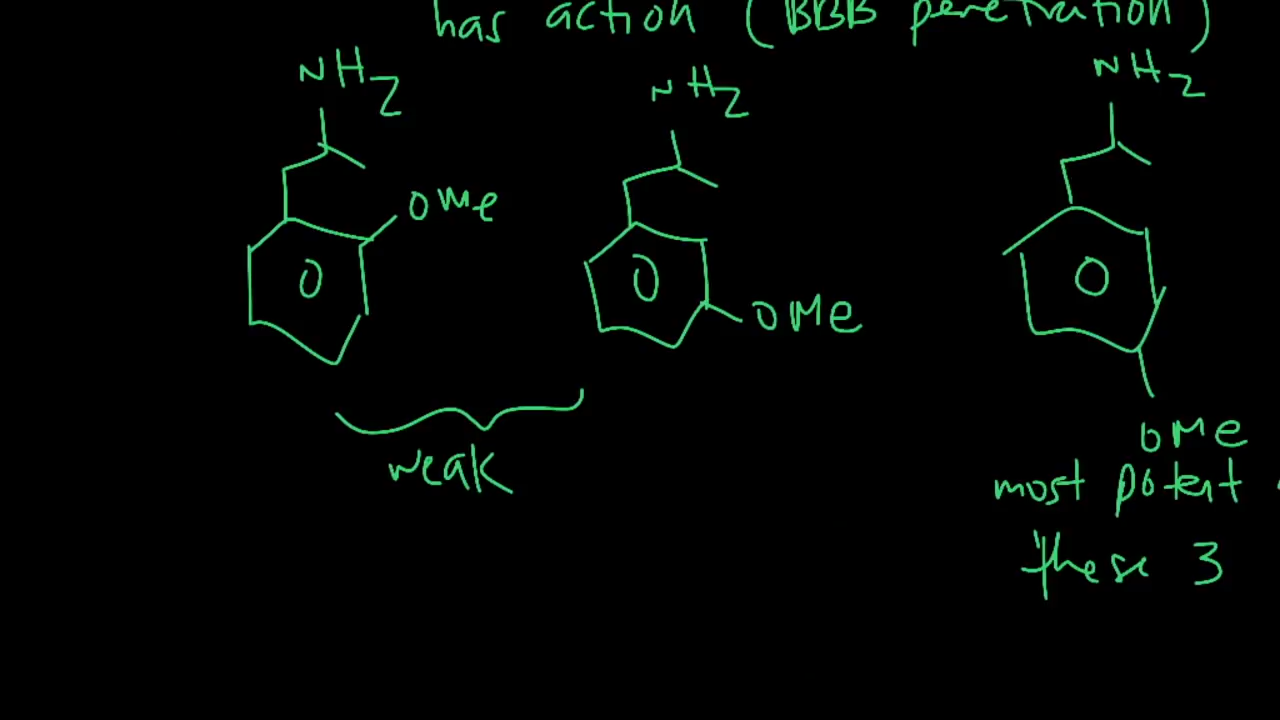 has action (BBB penetration)
NH2 NH2 NH2
OMe
OMe
OMe
weak
most potent
these 3